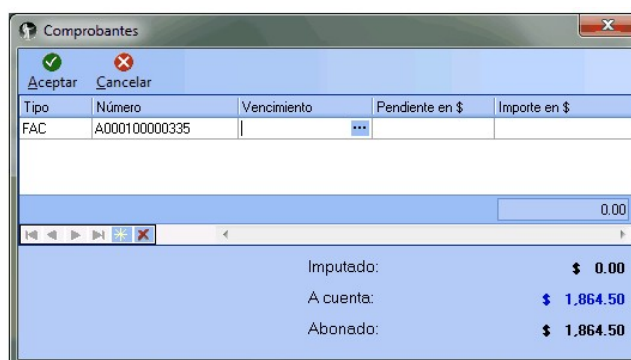 Comprobantes
Aceptar Cancelar
Tipo Número Vencimiento Pendiente en $ Importe en $
FAC A000100000335
0.00
Imputado: $ 0.00
A cuenta: $ 1,864.50
Abonado: $ 1,864.50